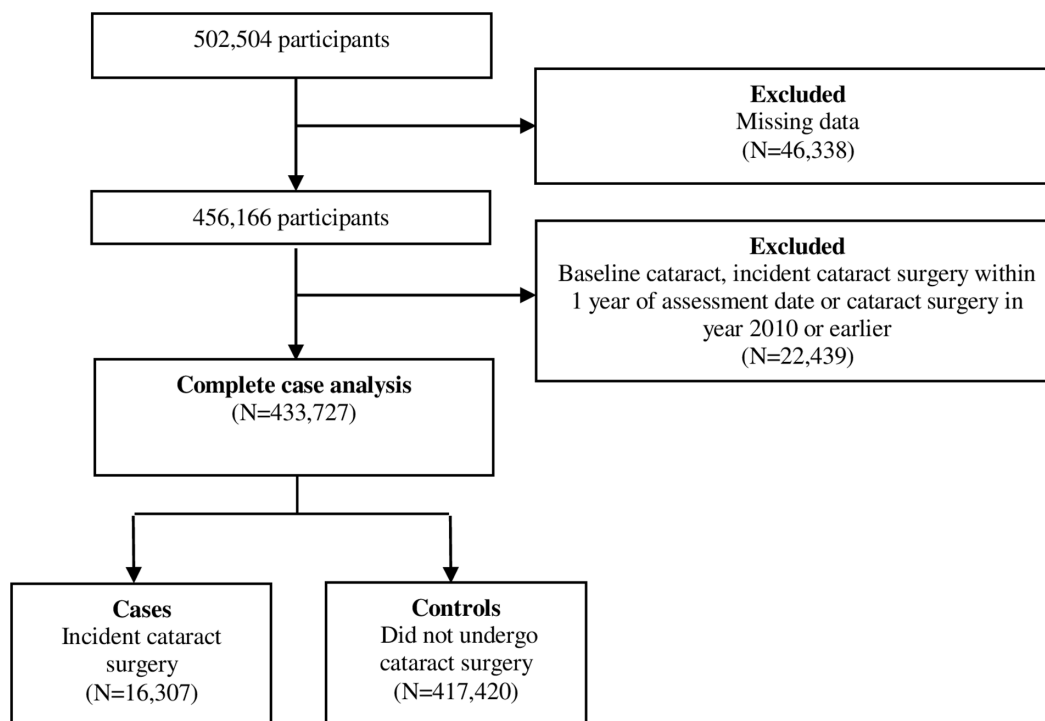 502,504 participants
Excluded
Missing data
(N=46,338)
456,166 participants
Excluded
Baseline cataract, incident cataract surgery within
1 year of assessment date or cataract surgery in
year 2010 or earlier
(N=22,439)
Complete case analysis
(N=433,727)
Cases
Incident cataract
surgery
(N=16,307)
Controls
Did not undergo
cataract surgery
(N=417,420)